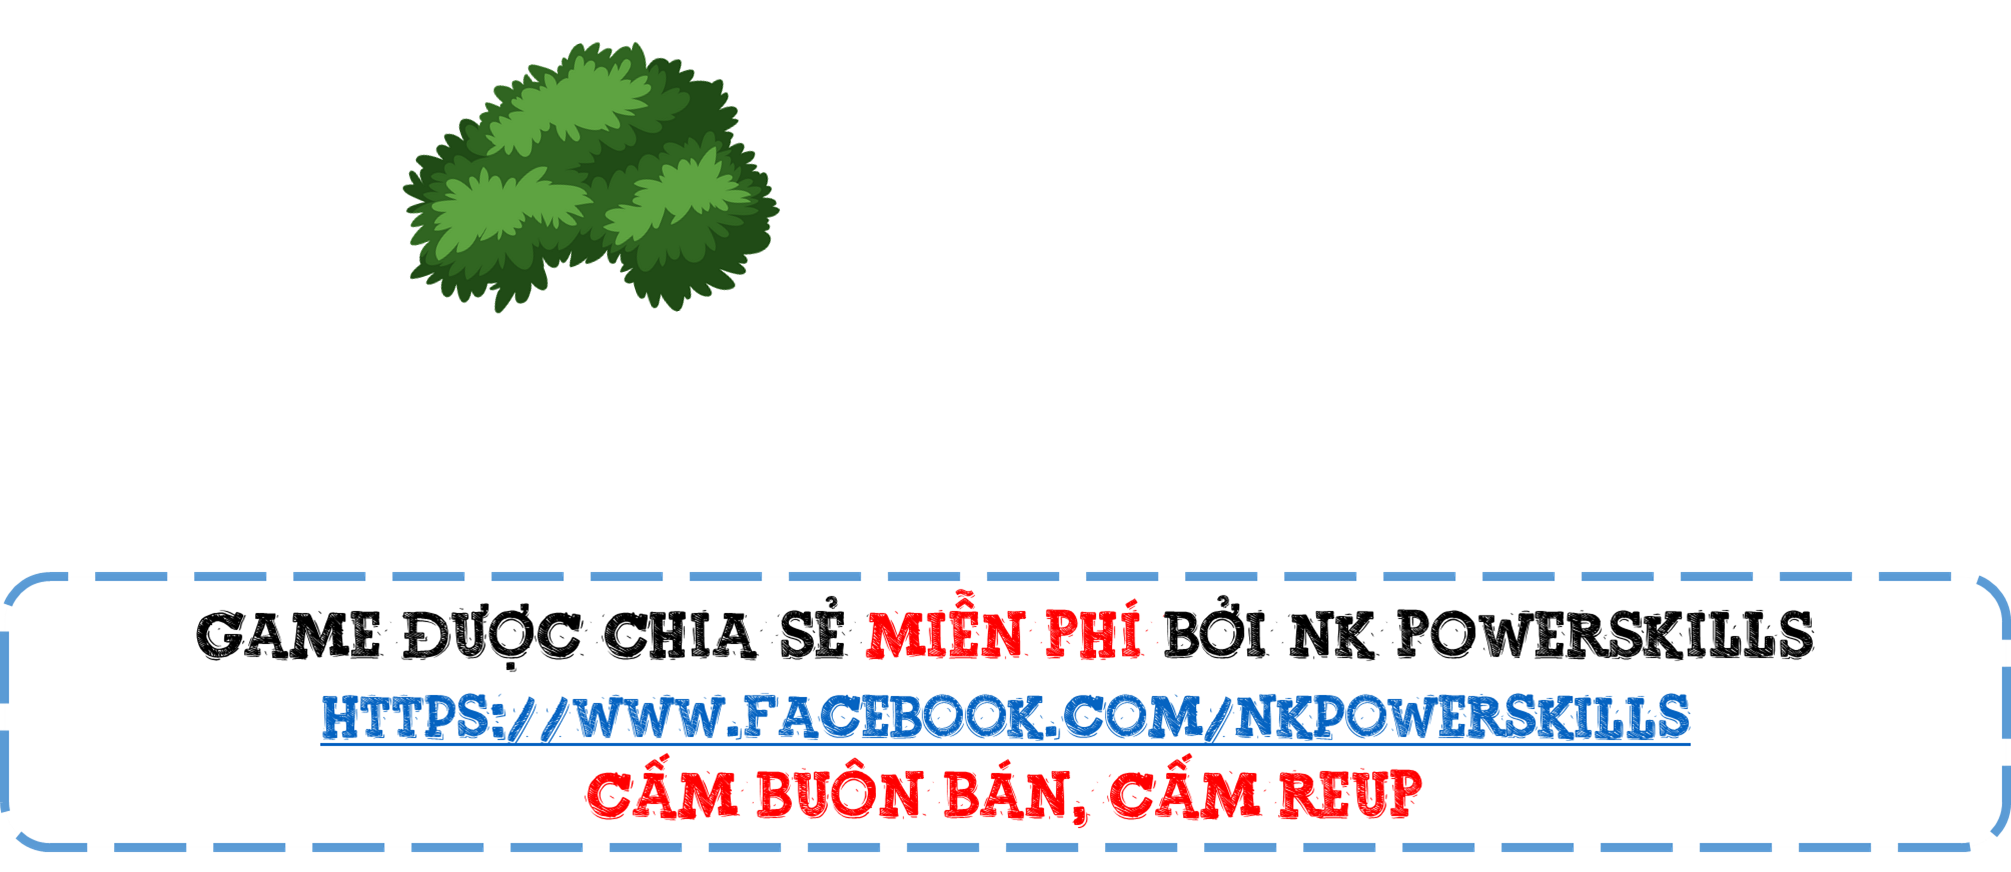 GAME ĐƯỢC CHIA SẺ MIỄN PHÍ BỞI NK POWERSKILLS
HTTPS://WWW.FACEBOOK.COM/NKPOWERSKILLS
CẤM BUÔN BÁN, CẤM REUP